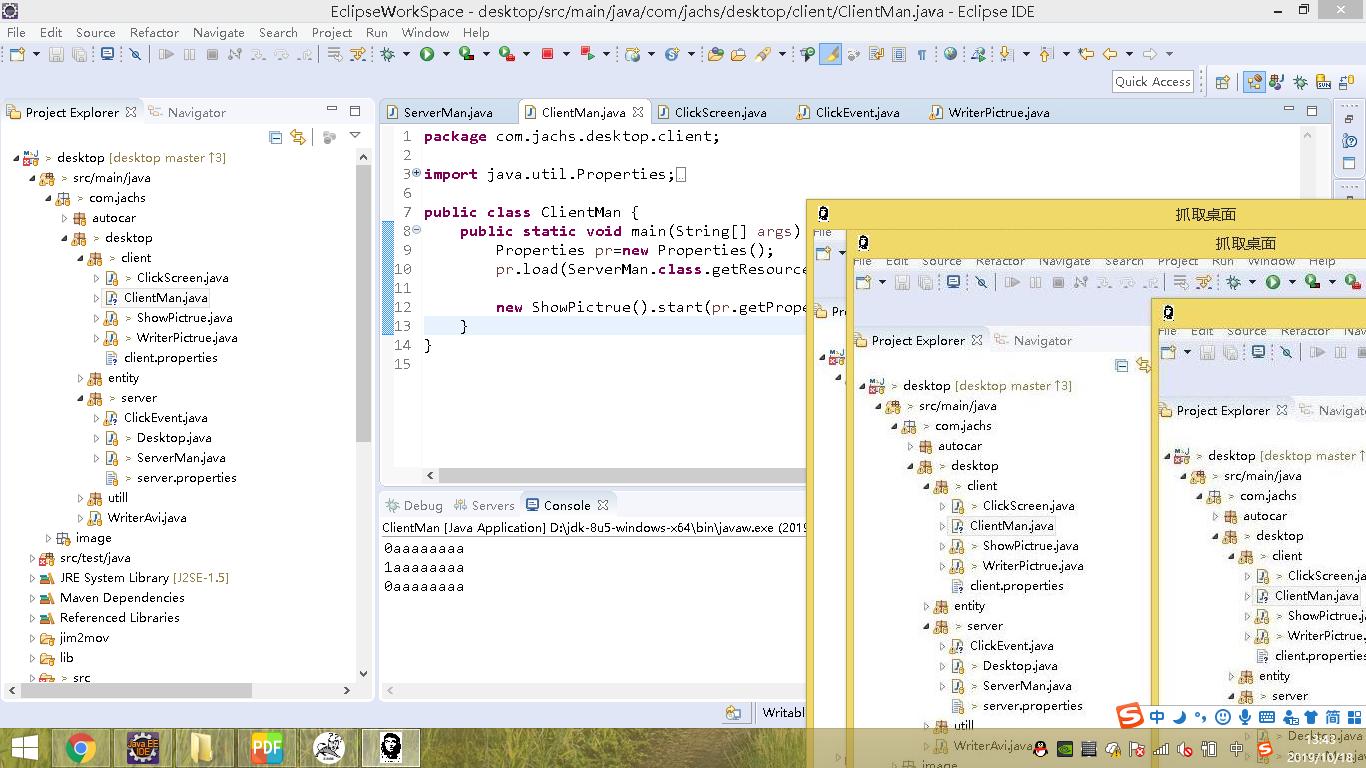 EclipseWorkSpace - desktop/src/main/java/com/jachs/desktop/client/ClientMan.java - Eclipse IDE
File Edit Source Refactor Navigate Search Project Run Window Help
Quick Access
Project Explorer
Navigator
> desktop [desktop master ↑3]
> src/main/java
> com.jachs
autocar
> desktop
> client
> ClickScreen.java
ClientMan.java
> ShowPictrue.java
> WriterPictrue.java
client.properties
entity
> server
ClickEvent.java
> Desktop.java
> ServerMan.java
> server.properties
utill
WriterAvi.java
image
src/test/java
JRE System Library [J2SE-1.5]
Maven Dependencies
Referenced Libraries
jim2mov
lib
> src
ServerMan.java
ClientMan.java
ClickScreen.java
ClickEvent.java
WriterPictrue.java
1 package com.jachs.desktop.client;
2
3 import java.util.Properties;
6
7 public class ClientMan {
8 public static void main(String[] args)
9 Properties pr=new Properties();
10 pr.load(ServerMan.class.getResource
11
12 new ShowPictrue().start(pr.getPrope
13 }
14 }
15
Debug Servers Console
ClientMan [Java Application] D:\jdk-8u5-windows-x64\bin\javaw.exe (2019
0aaaaaaaa
1aaaaaaaa
0aaaaaaaa
Writabl
抓取桌面
File
Pr
抓取桌面
File Edit Source Refactor Navigate Search Project Run Window Help
Project Explorer
Navigator
> desktop [desktop master ↑3]
> src/main/java
> com.jachs
autocar
> desktop
> client
> ClickScreen.java
ClientMan.java
> ShowPictrue.java
> WriterPictrue.java
client.properties
entity
> server
ClickEvent.java
> Desktop.java
> ServerMan.java
> server.properties
utill
WriterAvi.java
image
File Edit Source Refactor
Project Explorer
Navigat
> desktop [desktop master ↑
> src/main/java
> com.jachs
autocar
> desktop
> client
> ClickScreen.ja
ClientMan.java
> ShowPictrue.ja
> WriterPictrue.
client.propertie
entity
> server
中 简
Java EE IDE
PDF
中
13:43
2019/10/18